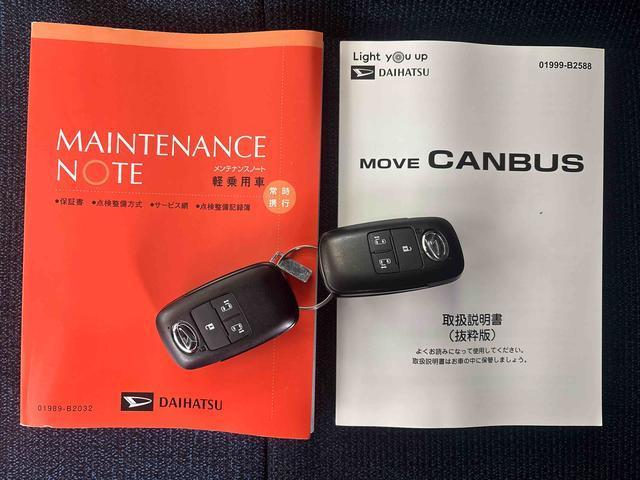 MAINTENANCE
NOTE
メンテナンスノート
軽乗用車
常時
携行
●保証書 ●点検整備方式 ●サービス網 ●点検整備記録簿
01989-B2032
DAIHATSU
Light you up
DAIHATSU
01999-B2588
MOVE CANBUS
取扱説明書
（抜粋版）
よくお読みになって使用してください。
取扱説明書はお車の中に保管しましょう。